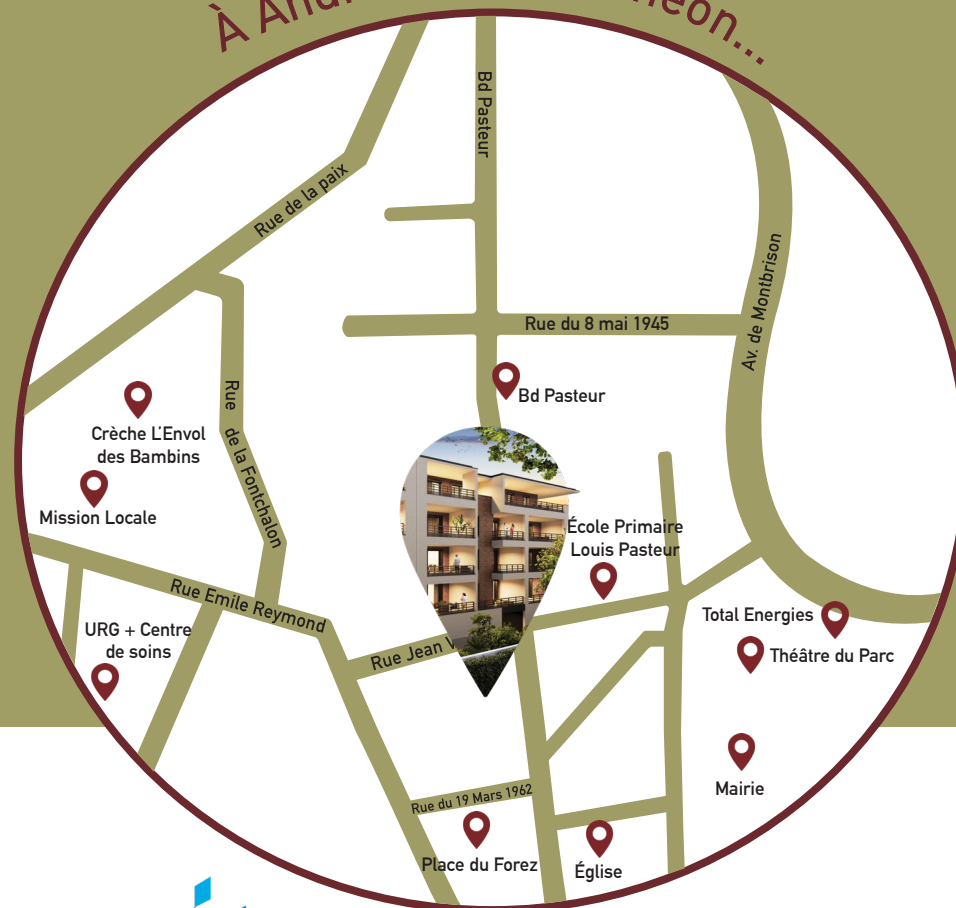 À
Bd Pasteur
Rue de la paix
Rue du 8 mai 1945
Av. de Montbrison
Bd Pasteur
Rue de la Fontchalon
Crèche L'Envol
des Bambins
Mission Locale
École Primaire
Louis Pasteur
Rue Emile Reymond
URG + Centre
de soins
Total Energies
Rue Jean
Théâtre du Parc
Mairie
Rue du 19 Mars 1962
Place du Forez
Église